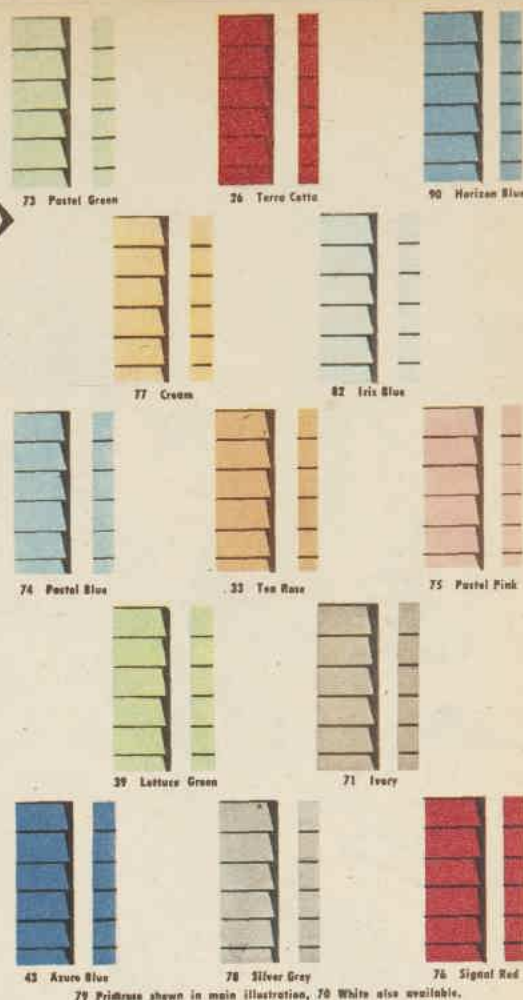 73 Pastel Green
26 Terra Cotta
90 Horizon Blue
77 Cream
82 Iris Blue
74 Pastel Blue
33 Tea Rose
75 Pastel Pink
39 Lettuce Green
71 Ivory
43 Azure Blue
78 Silver Grey
76 Signal Red
79 Primrose shown in main illustration, 70 White also available.